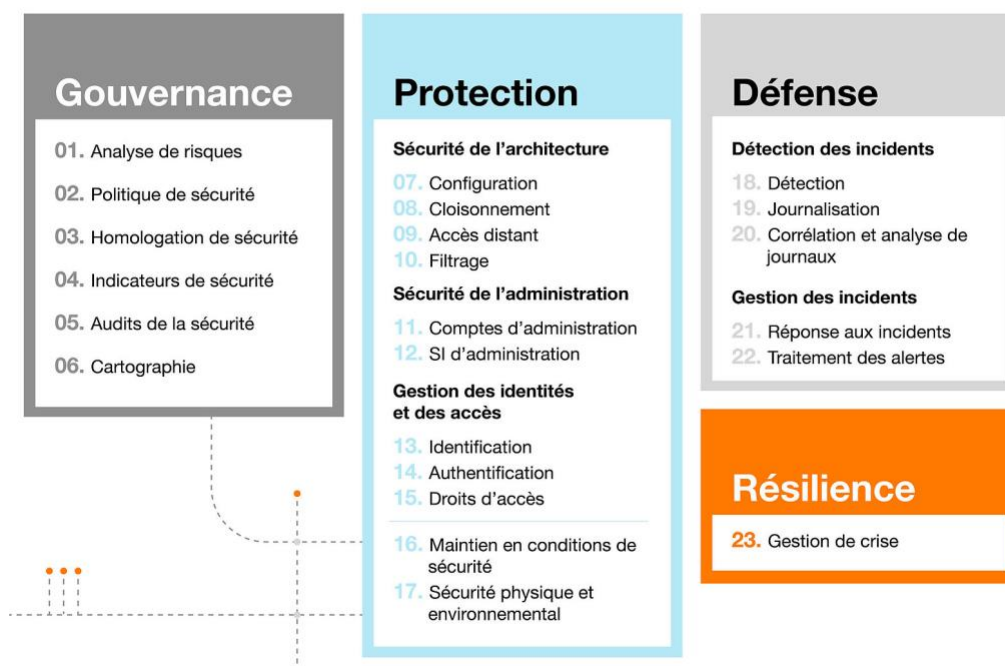 Gouvernance
01. Analyse de risques
02. Politique de sécurité
03. Homologation de sécurité
04. Indicateurs de sécurité
05. Audits de la sécurité
06. Cartographie
Protection
Sécurité de l’architecture
07. Configuration
08. Cloisonnement
09. Accès distant
10. Filtrage
Sécurité de l’administration
11. Comptes d’administration
12. SI d’administration
Gestion des identités
et des accès
13. Identification
14. Authentification
15. Droits d’accès
16. Maintien en conditions de
sécurité
17. Sécurité physique et
environnemental
Défense
Détection des incidents
18. Détection
19. Journalisation
20. Corrélation et analyse de
journaux
Gestion des incidents
21. Réponse aux incidents
22. Traitement des alertes
Résilience
23. Gestion de crise